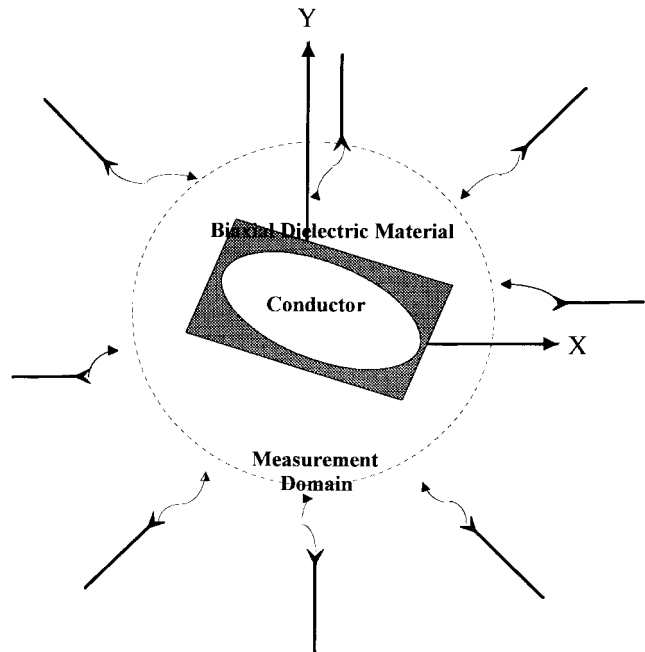 Y
Biaxial Dielectric Material
Conductor
X
Measurement
Domain